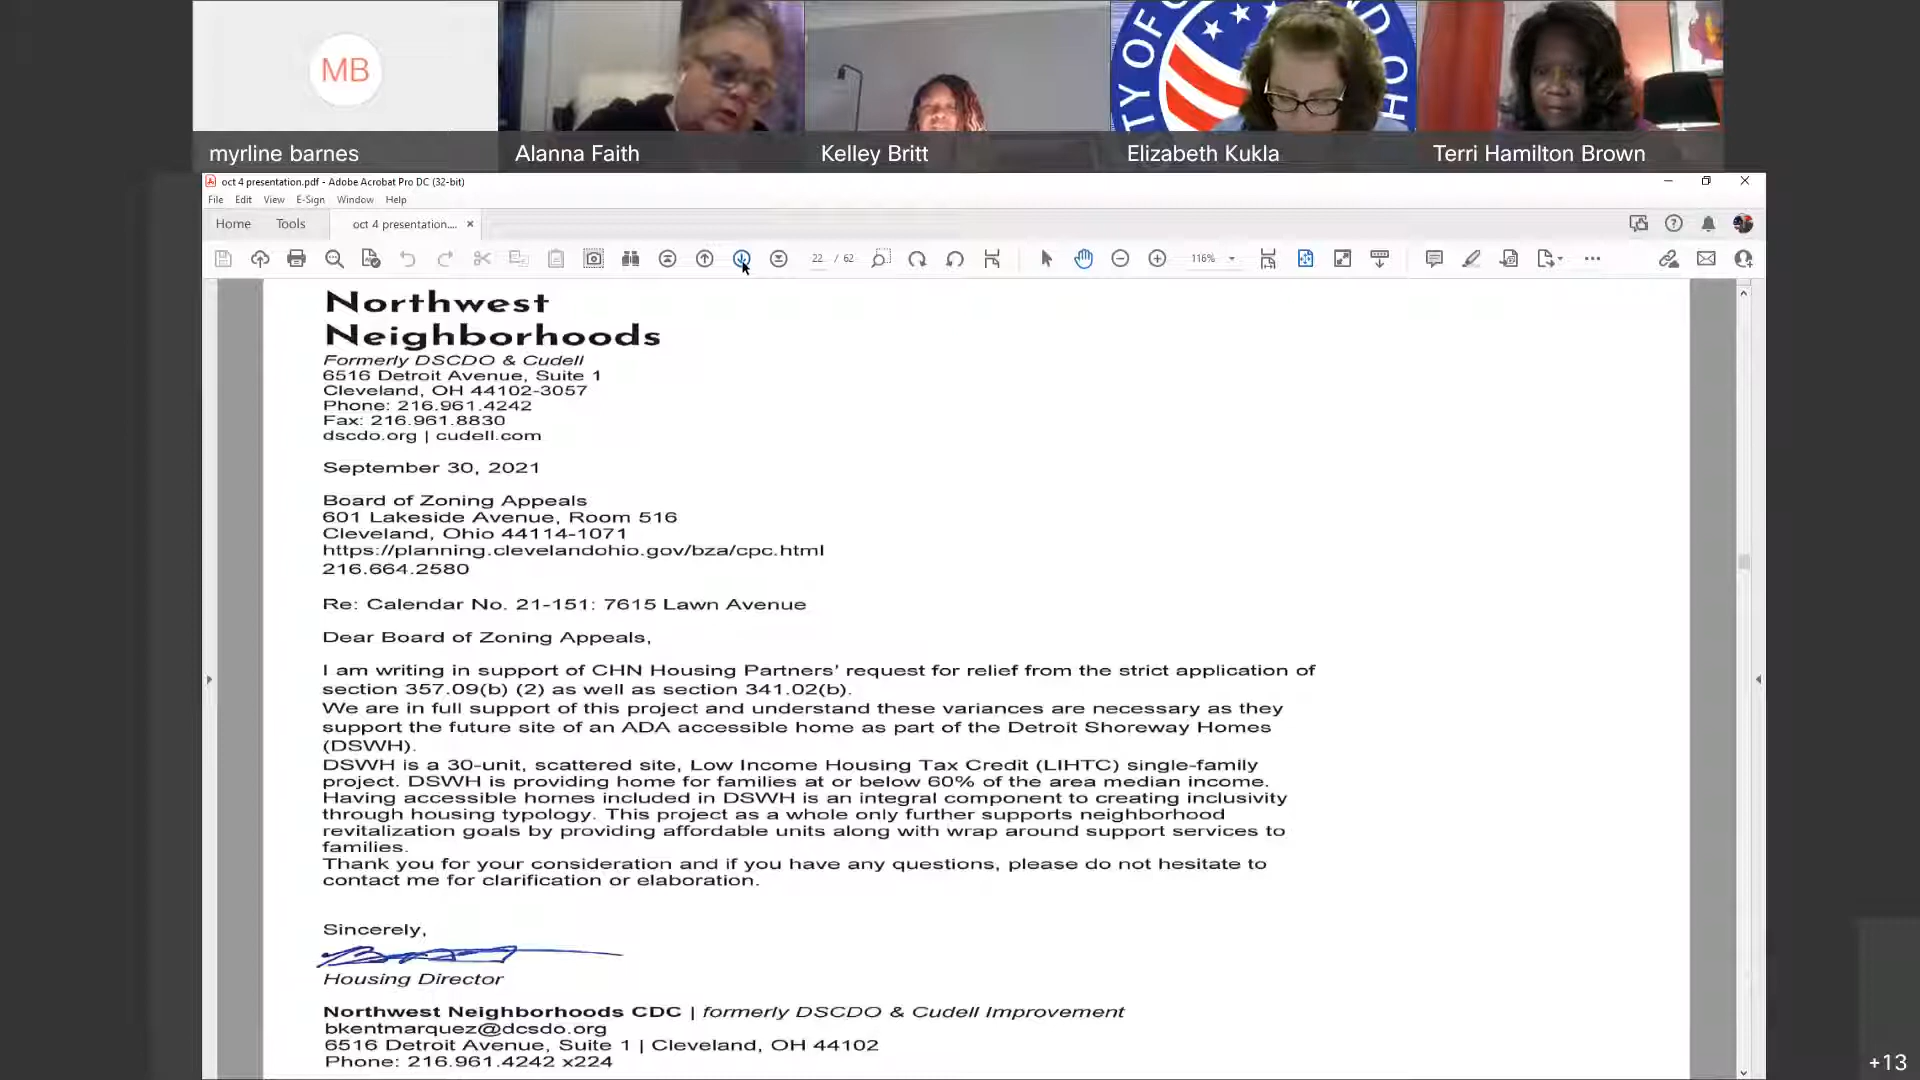 MB
TY OF C
ND OHO
myrline barnes
Alanna Faith
Kelley Britt
Elizabeth Kukla
Terri Hamilton Brown
oct 4 presentation.pdf - Adobe Acrobat Pro DC (32-bit)
File Edit View E-Sign Window Help
Home Tools oct 4 presentation.... ×
22 / 62 116%
Northwest
Neighborhoods
Formerly DSCDO & Cudell
6516 Detroit Avenue, Suite 1
Cleveland, OH 44102-3057
Phone: 216.961.4242
Fax: 216.961.8830
dscdo.org | cudell.com
September 30, 2021
Board of Zoning Appeals
601 Lakeside Avenue, Room 516
Cleveland, Ohio 44114-1071
https://planning.clevelandohio.gov/bza/cpc.html
216.664.2580
Re: Calendar No. 21-151: 7615 Lawn Avenue
Dear Board of Zoning Appeals,
I am writing in support of CHN Housing Partners' request for relief from the strict application of
section 357.09(b) (2) as well as section 341.02(b).
We are in full support of this project and understand these variances are necessary as they
support the future site of an ADA accessible home as part of the Detroit Shoreway Homes
(DSWH).
DSWH is a 30-unit, scattered site, Low Income Housing Tax Credit (LIHTC) single-family
project. DSWH is providing home for families at or below 60% of the area median income.
Having accessible homes included in DSWH is an integral component to creating inclusivity
through housing typology. This project as a whole only further supports neighborhood
revitalization goals by providing affordable units along with wrap around support services to
families.
Thank you for your consideration and if you have any questions, please do not hesitate to
contact me for clarification or elaboration.
Sincerely,
Housing Director
Northwest Neighborhoods CDC | formerly DSCDO & Cudell Improvement
bkentmarquez@dcsdo.org
6516 Detroit Avenue, Suite 1 | Cleveland, OH 44102
Phone: 216.961.4242 x224
+13